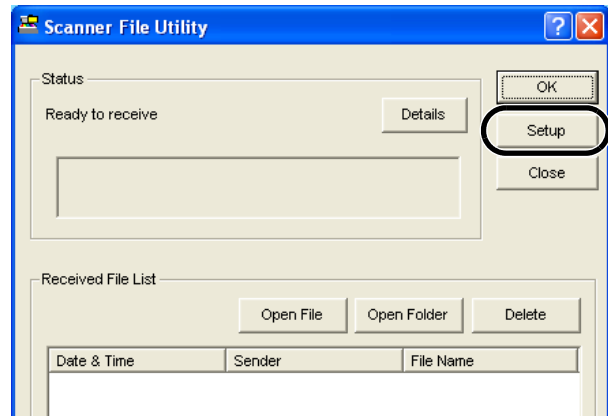 Scanner File Utility
Status
OK
Ready to receive
Details
Setup
Close
Received File List
Open File
Open Folder
Delete
Date & Time
Sender
File Name